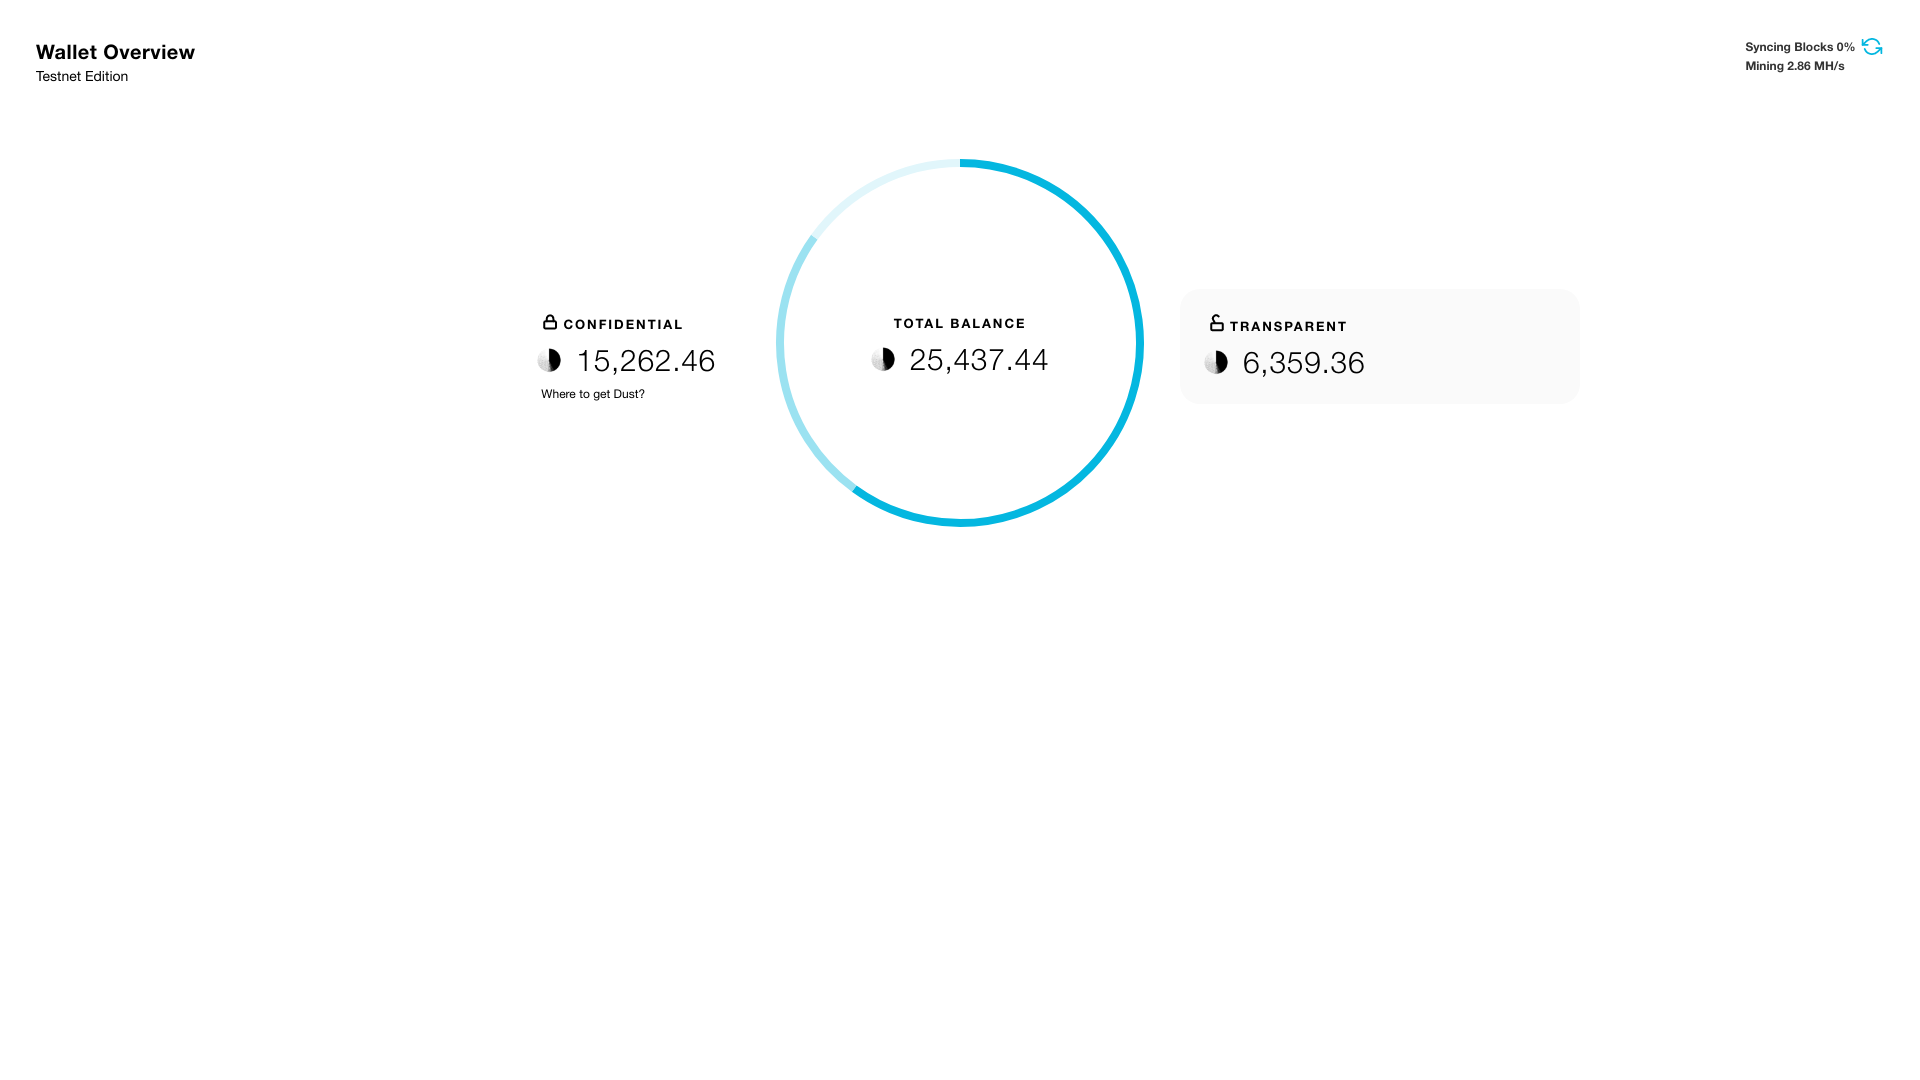 Wallet Overview
Testnet Edition
Syncing Blocks 0%
Mining 2.86 MH/s
CONFIDENTIAL
15,262.46
Where to get Dust?
TOTAL BALANCE
25,437.44
TRANSPARENT
6,359.36